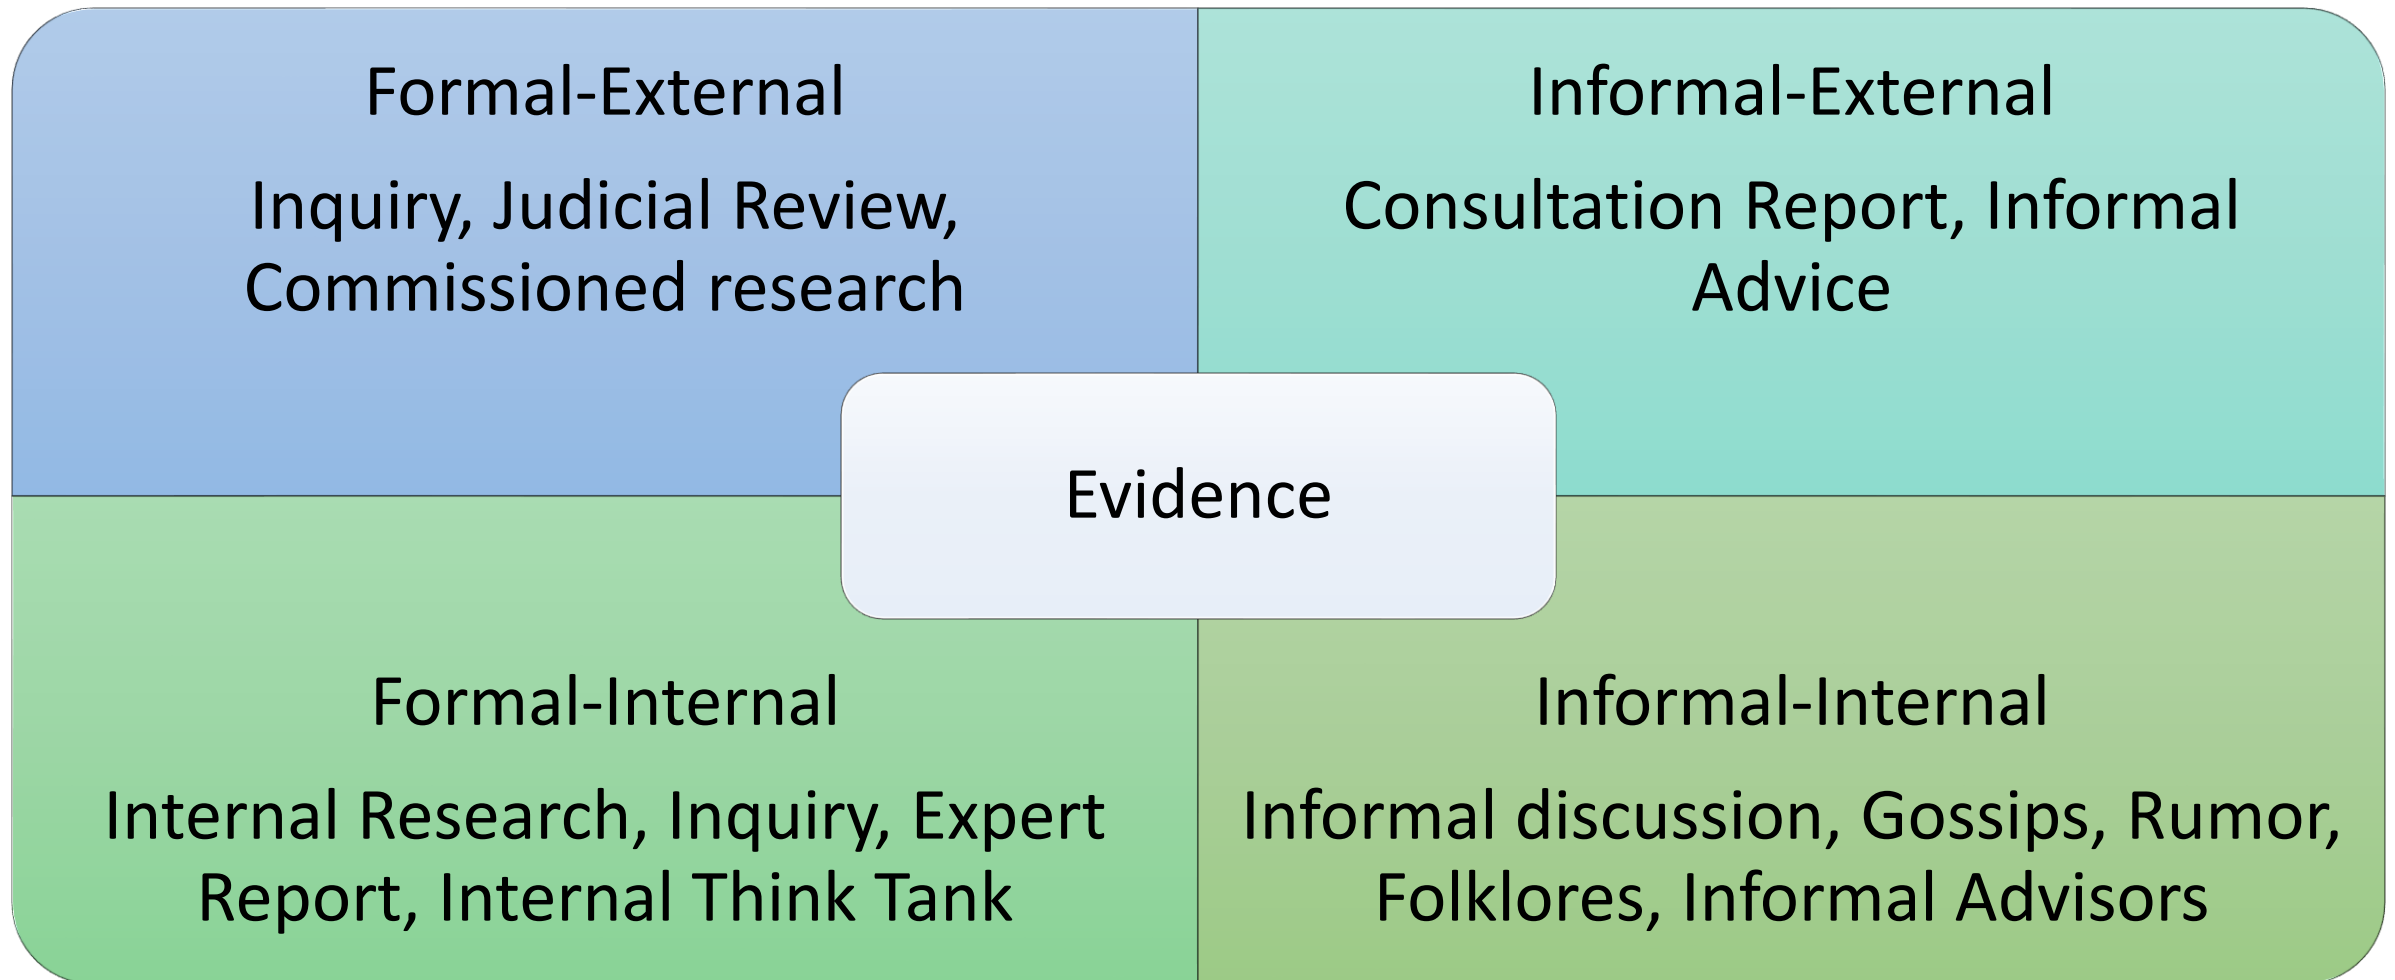 Formal-External
Inquiry, Judicial Review,
Commissioned research
Informal-External
Consultation Report, Informal
Advice
Evidence
Formal-Internal
Internal Research, Inquiry, Expert
Report, Internal Think Tank
Informal-Internal
Informal discussion, Gossips, Rumor,
Folklores, Informal Advisors